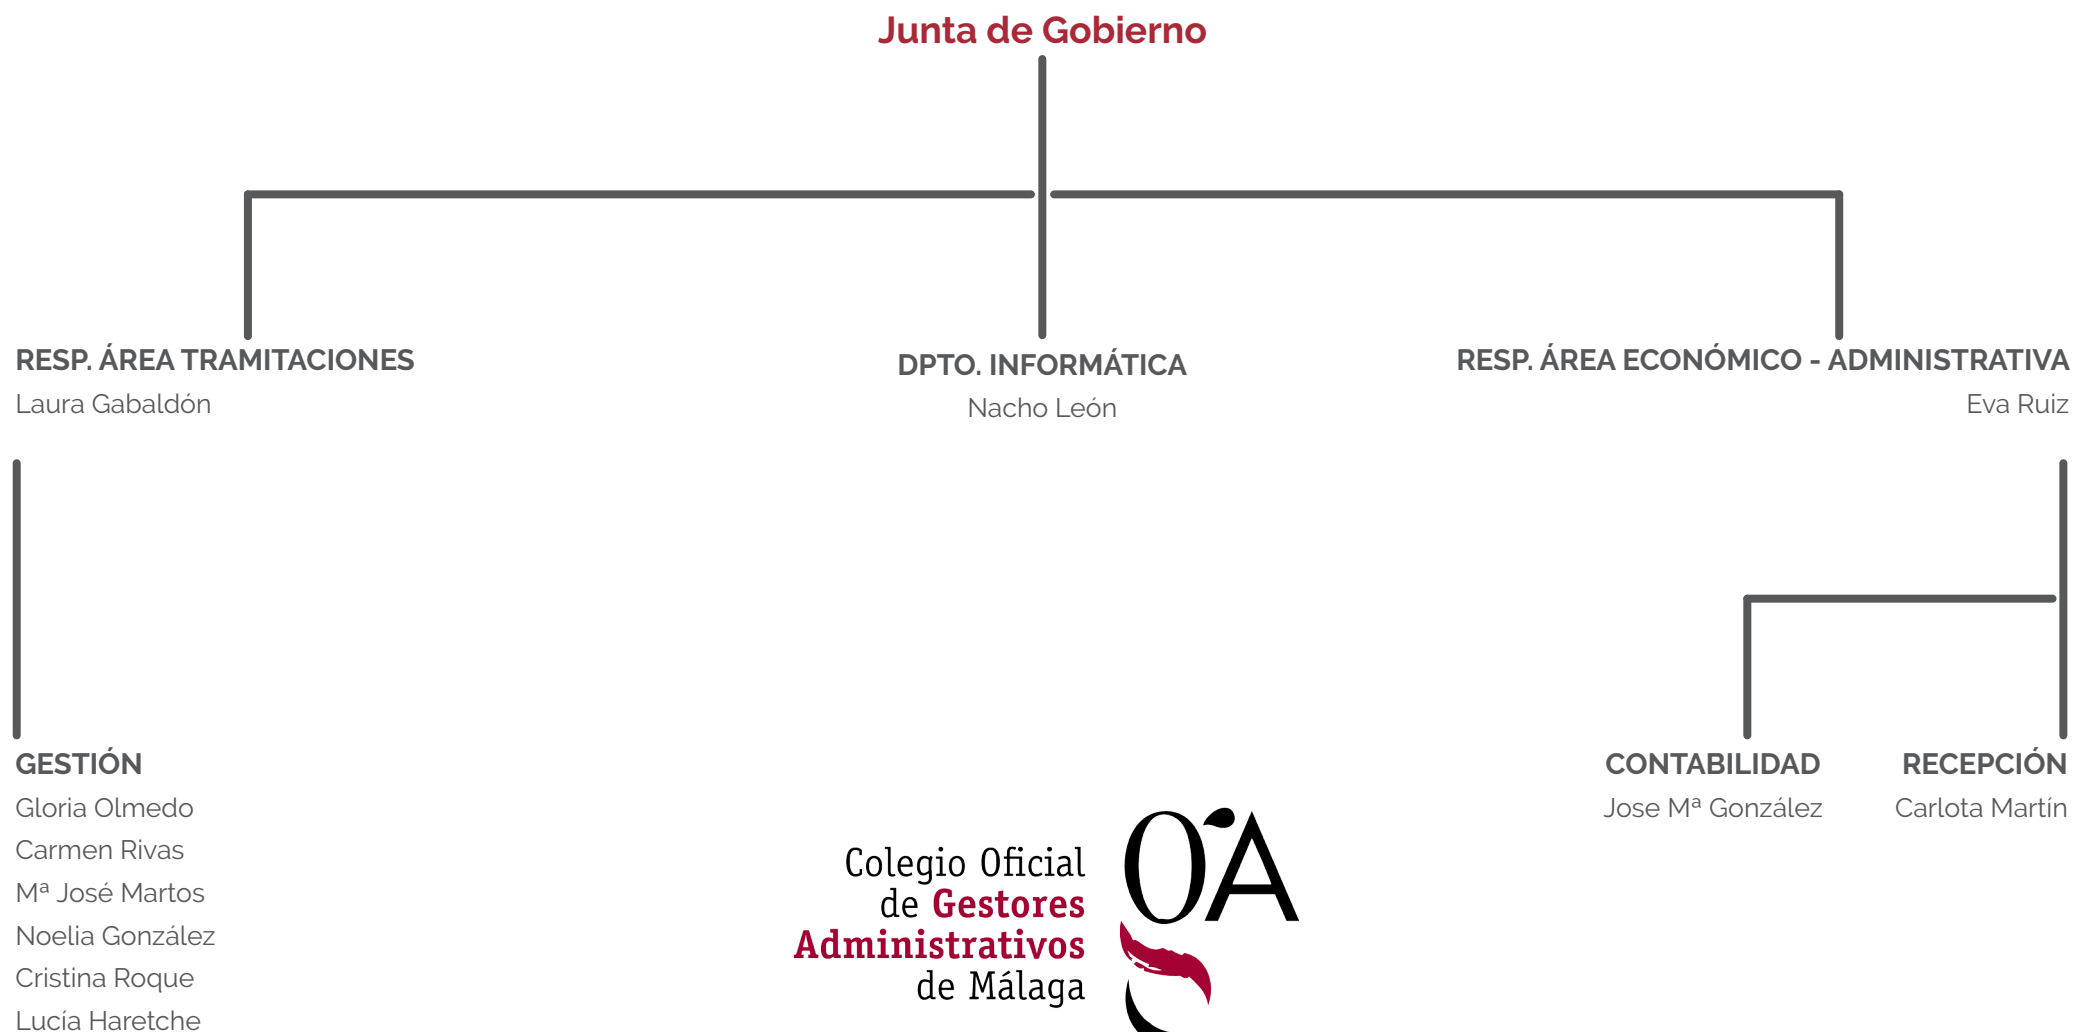 Junta de Gobierno
RESP. ÁREA TRAMITACIONES
Laura Gabaldón
DPTO. INFORMÁTICA
Nacho León
RESP. ÁREA ECONÓMICO - ADMINISTRATIVA
Eva Ruiz
GESTIÓN
Gloria Olmedo
Carmen Rivas
Mª José Martos
Noelia González
Cristina Roque
Lucía Haretche
CONTABILIDAD
Jose Mª González
RECEPCIÓN
Carlota Martín
Colegio Oficial
de Gestores
Administrativos
de Málaga